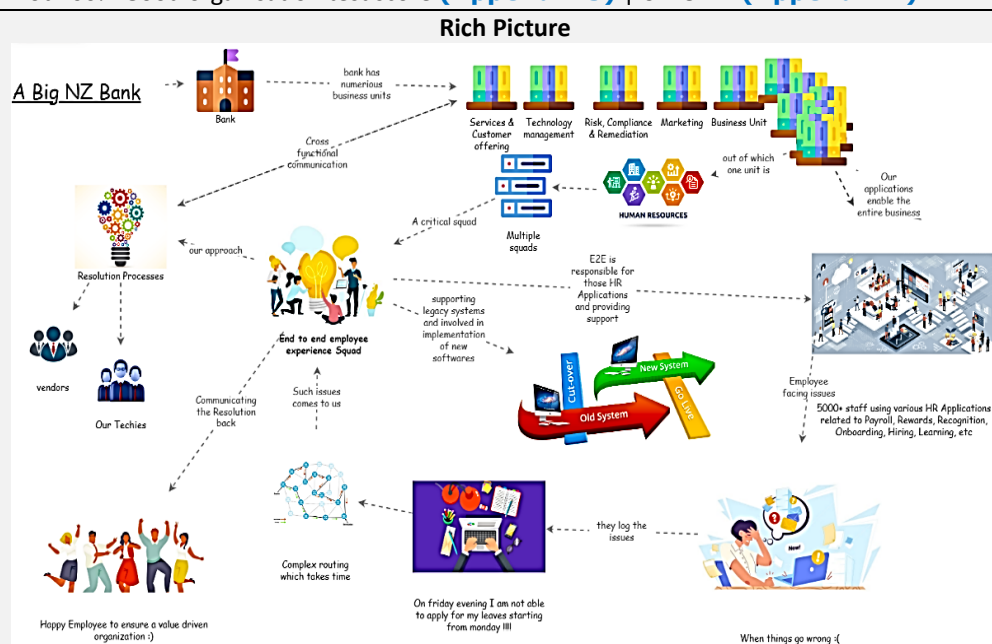 (Appendix
Rich Picture
A Big NZ Bank
Bank
bank has
numerous
business units
Services &
Customer
offering
Technology
management
Risk, Compliance
& Remediation
Marketing
Business Unit
Cross
functional
communication
out of which
one unit is
Our
applications
enable the
entire business
HUMAN RESOURCES
Multiple
squads
A critical squad
our approach
Resolution Processes
vendors
Our Techies
End to end employee
experience Squad
supporting
legacy systems
and involved in
implementation
of new
softwares
E2E is
responsible for
those HR
Applications
and providing
support
Cut-over
New System
Old System
Go Live
Employee
facing issues
5000+ staff using various HR Applications
related to Payroll, Rewards, Recognition,
Onboarding, Hiring, Learning, etc
Communicating
the Resolution
back
Such issues
comes to us
they log the
issues
Complex routing
which takes time
On friday evening I am not able
to apply for my leaves starting
from monday !!!!
Now!
When things go wrong :(
Happy Employee to ensure a value driven
organization :)